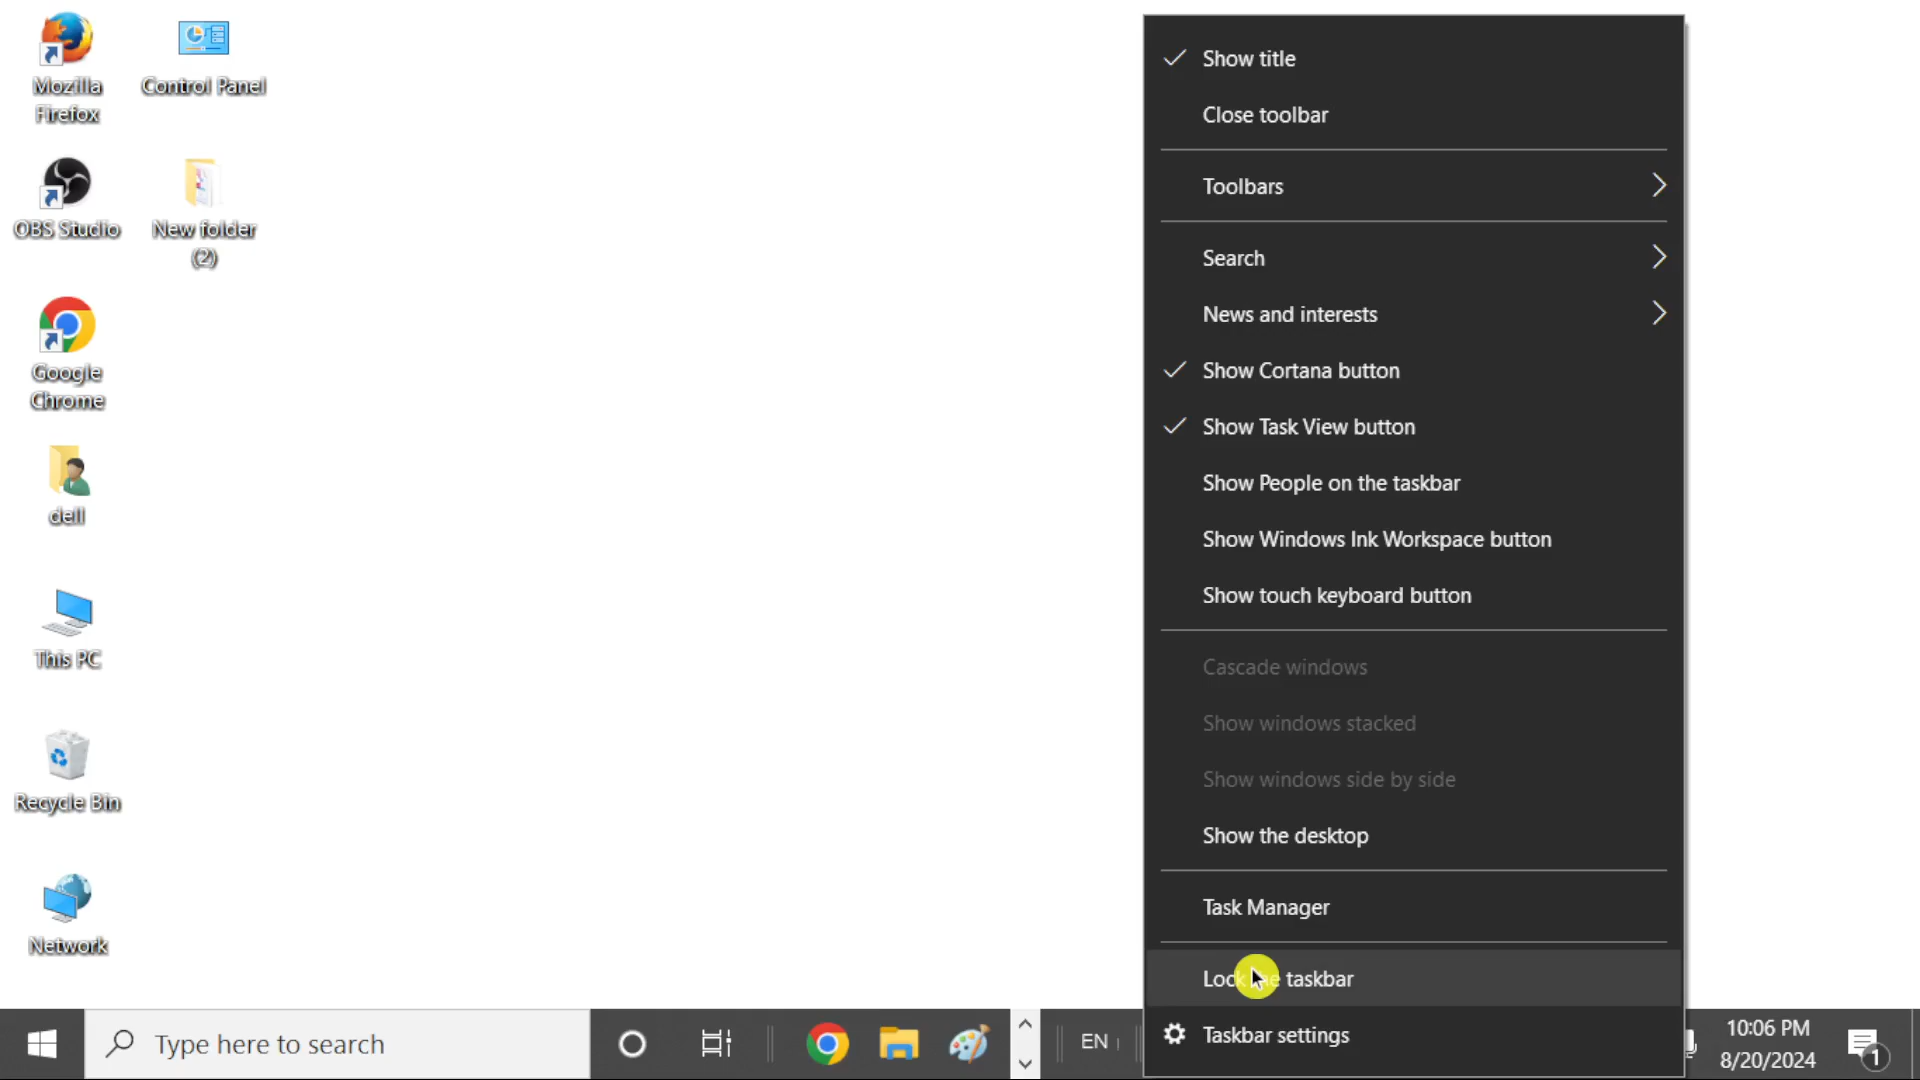 Mozilla
Firefox
Control Panel
OBS Studio
New folder
(2)
Google
Chrome
dell
This PC
Recycle Bin
Network
Show title
Close toolbar
Toolbars
Search
News and interests
Show Cortana button
Show Task View button
Show People on the taskbar
Show Windows Ink Workspace button
Show touch keyboard button
Cascade windows
Show windows stacked
Show windows side by side
Show the desktop
Task Manager
Lock the taskbar
Taskbar settings
Type here to search
EN
10:06 PM
8/20/2024
1